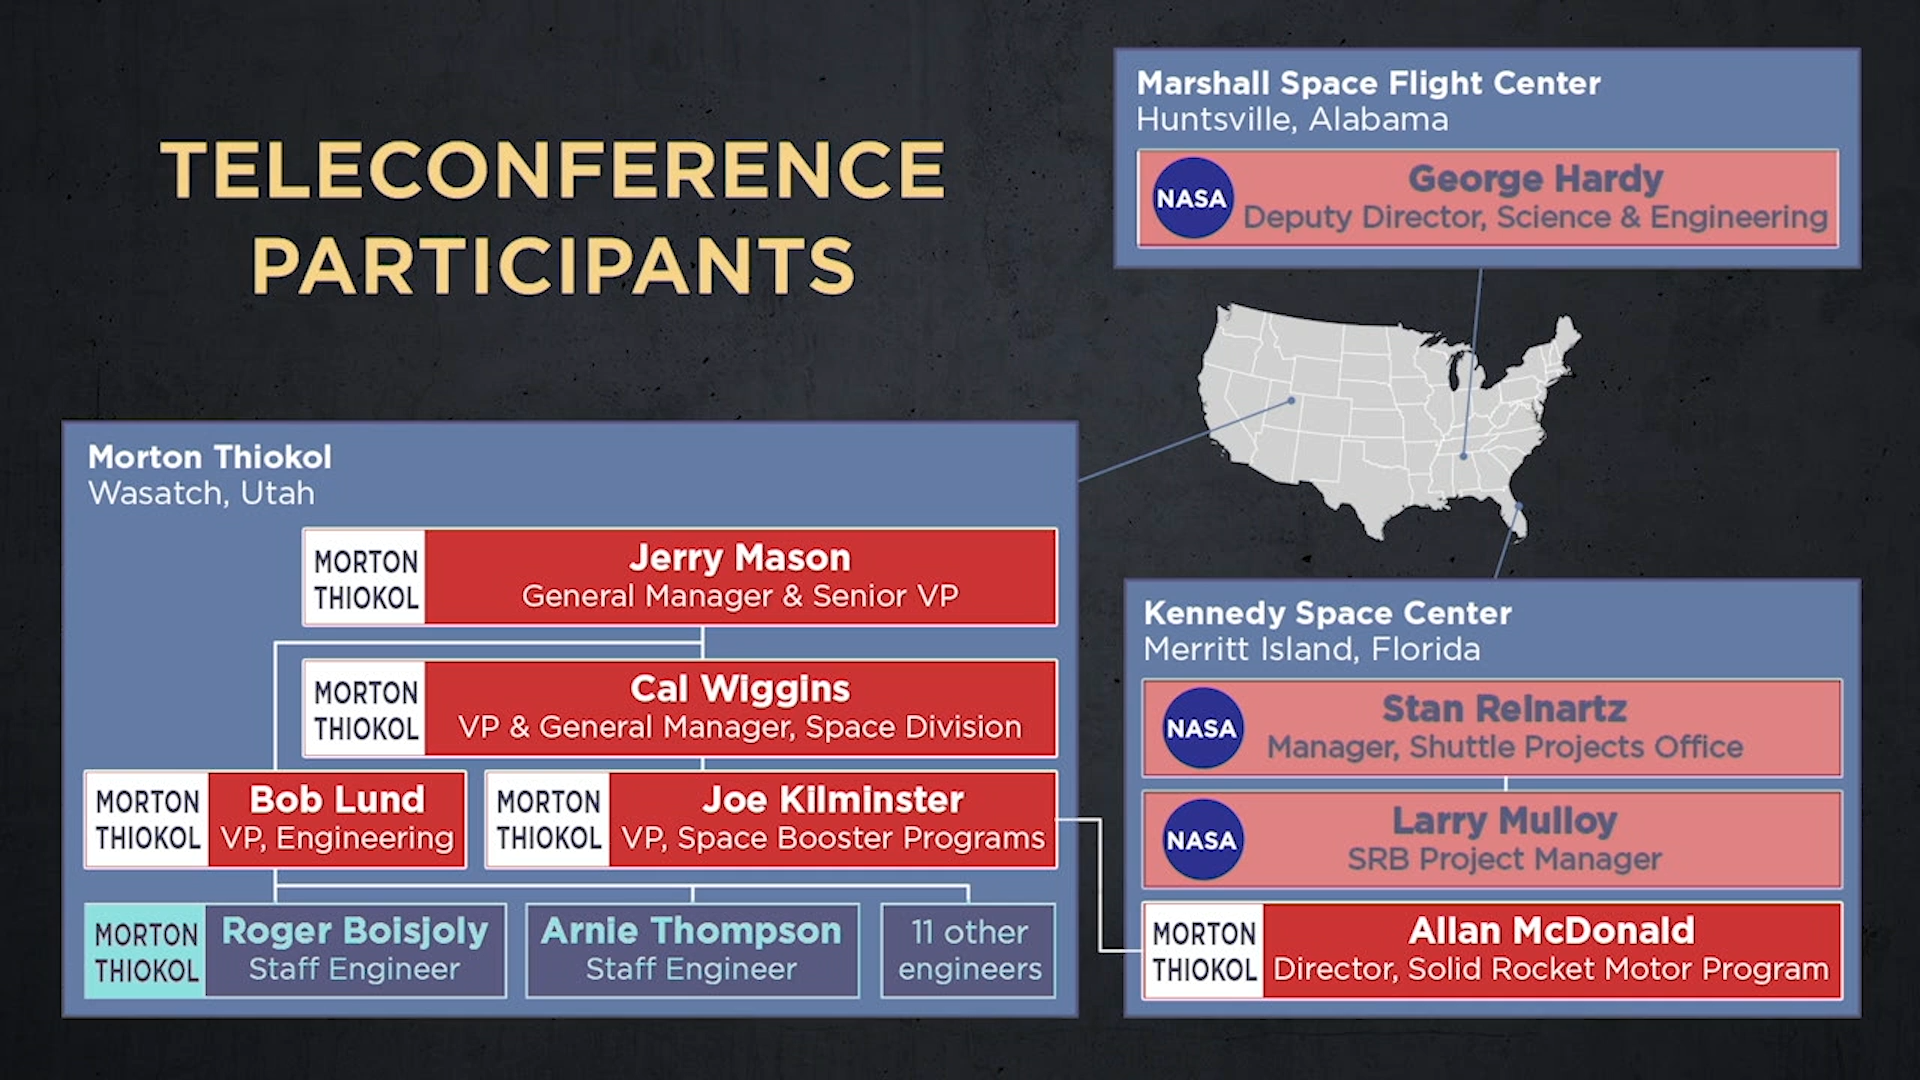 TELECONFERENCE
PARTICIPANTS
Marshall Space Flight Center
Huntsville, Alabama
NASA
George Hardy
Deputy Director, Science & Engineering
Morton Thiokol
Wasatch, Utah
MORTON
THIOKOL
Jerry Mason
General Manager & Senior VP
MORTON
THIOKOL
Cal Wiggins
VP & General Manager, Space Division
MORTON
THIOKOL
Bob Lund
VP, Engineering
MORTON
THIOKOL
Joe Kilminster
VP, Space Booster Programs
MORTON
THIOKOL
Roger Boisjoly
Staff Engineer
Arnie Thompson
Staff Engineer
11 other
engineers
Kennedy Space Center
Merritt Island, Florida
NASA
Stan Reinartz
Manager, Shuttle Projects Office
NASA
Larry Mulloy
SRB Project Manager
MORTON
THIOKOL
Allan McDonald
Director, Solid Rocket Motor Program